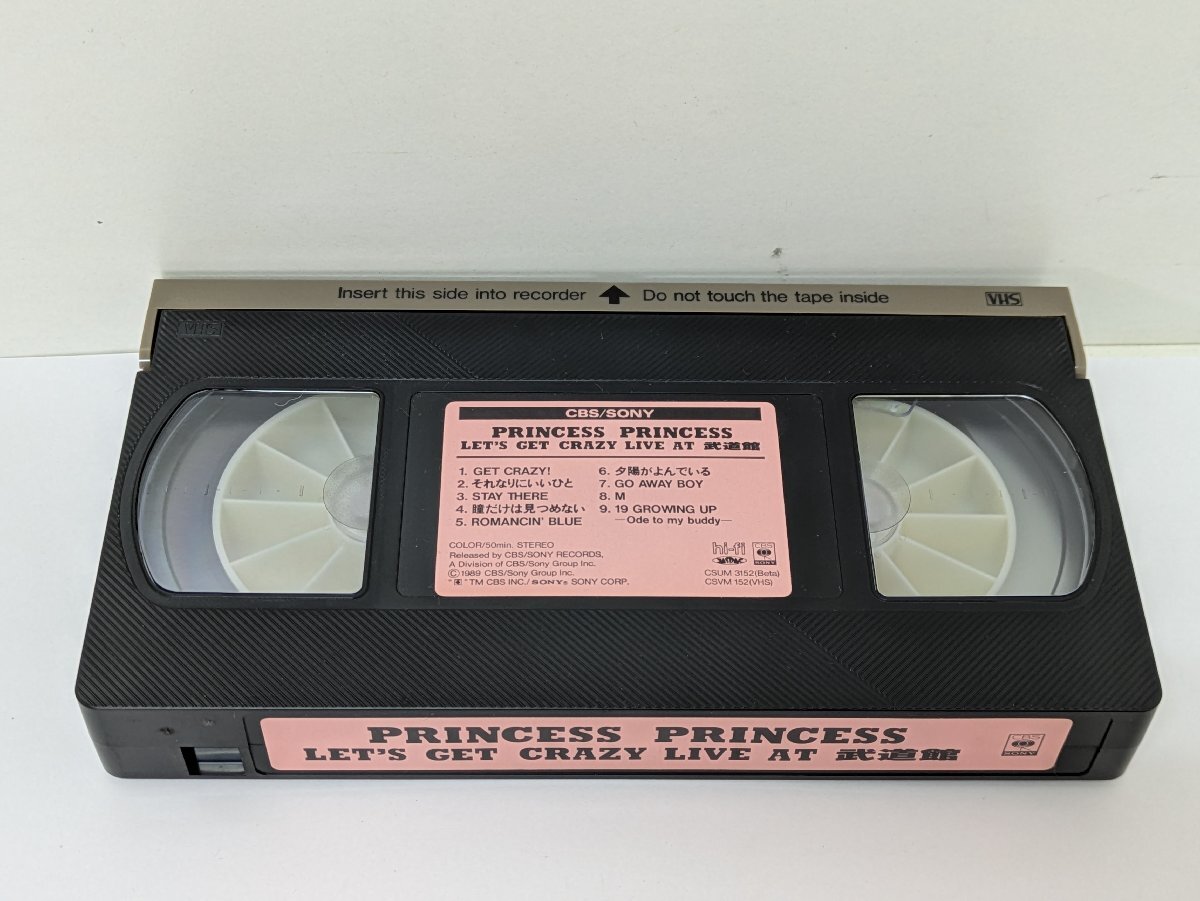 Insert this side into recorder ⬆ Do not touch the tape inside VHS
VHS
CBS/SONY
PRINCESS PRINCESS
LET'S GET CRAZY LIVE AT 武道館
1. GET CRAZY!
2. それなりにいいひと
3. STAY THERE
4. 瞳だけは見つめない
5. ROMANCIN' BLUE
6. 夕陽がよんでいる
7. GO AWAY BOY
8. M
9. 19 GROWING UP
—Ode to my buddy—
COLOR/50min. STEREO
Released by CBS/SONY RECORDS,
A Division of CBS/Sony Group Inc.
Ⓒ1989 CBS/Sony Group Inc.
" " TM CBS INC./SONY® SONY CORP.
hi-fi
CBS
SONY
CSUM 3152(Beta)
CSVM 152(VHS)
PRINCESS PRINCESS
LET'S GET CRAZY LIVE AT 武道館
CBS
SONY